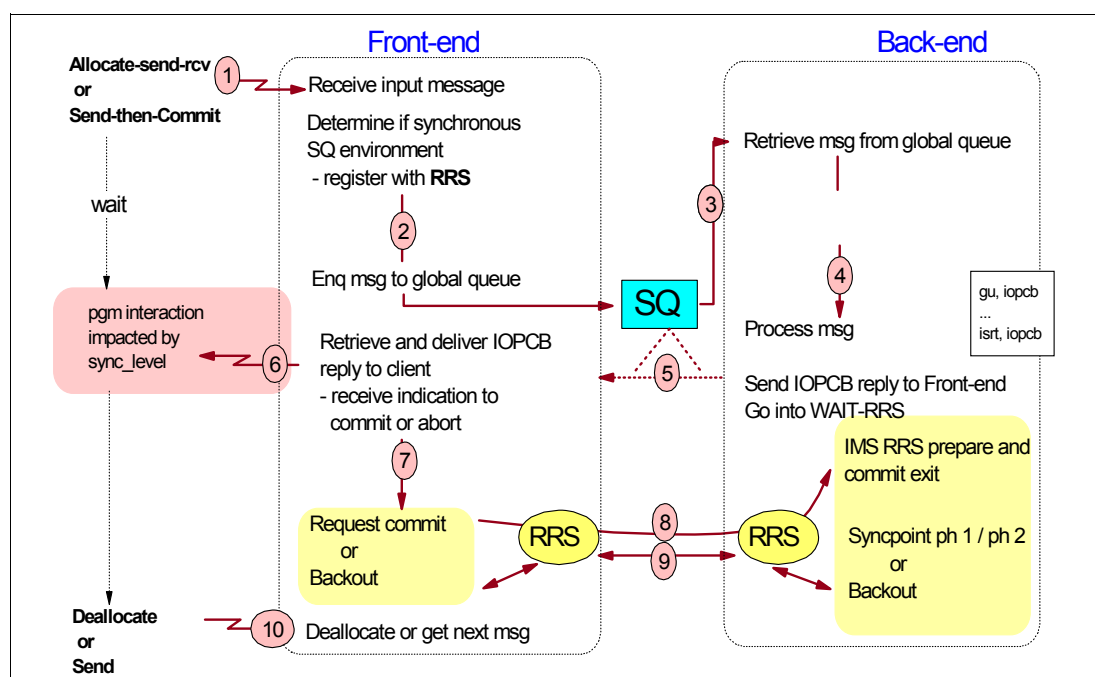 Front-end
Back-end
Allocate-send-rcv
or
Send-then-Commit
1
Receive input message
Determine if synchronous
SQ environment
- register with RRS
wait
2
Enq msg to global queue
SQ
3
Retrieve msg from global queue
4
Process msg
gu, iopcb
...
isrt, iopcb
pgm interaction
impacted by
sync_level
6
Retrieve and deliver IOPCB
reply to client
- receive indication to
commit or abort
5
Send IOPCB reply to Front-end
Go into WAIT-RRS
7
Request commit
or
Backout
RRS
8
9
RRS
IMS RRS prepare and
commit exit
Syncpoint ph 1 / ph 2
or
Backout
Deallocate
or
Send
10
Deallocate or get next msg